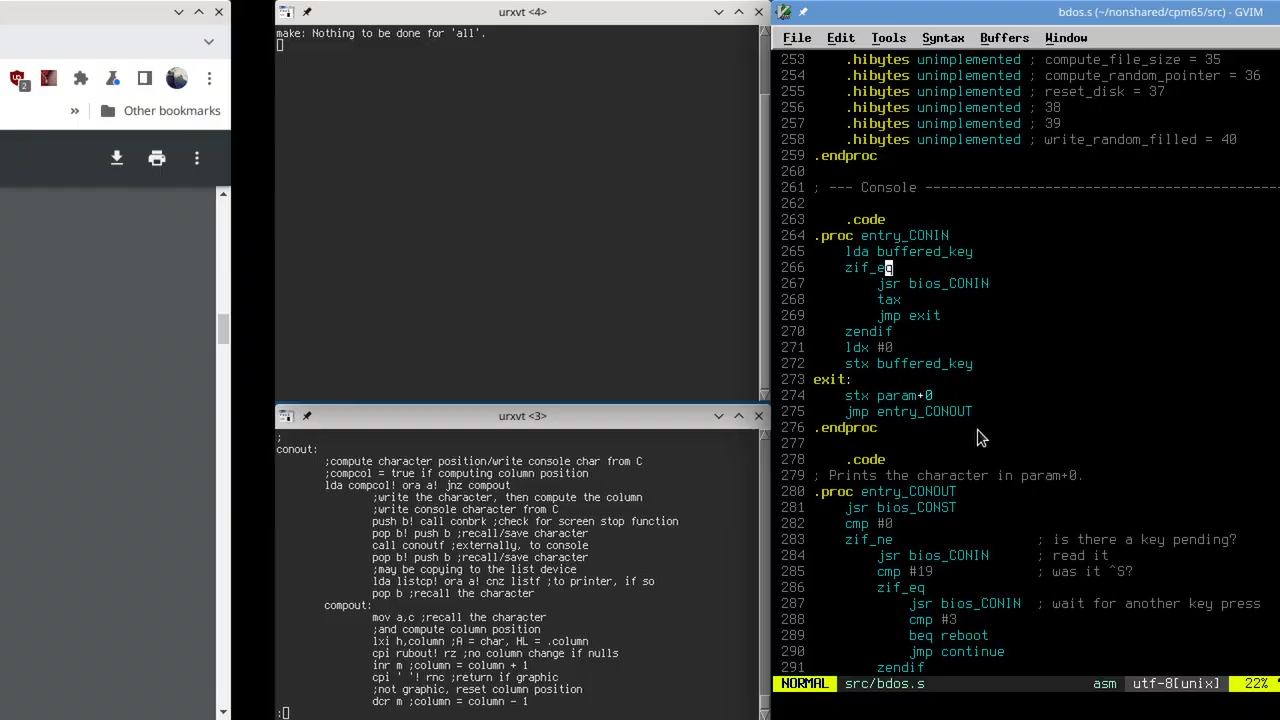 2
»
Other bookmarks
urxvt <4>
make: Nothing to be done for 'all'.
urxvt <3>
;
conout:
;compute character position/write console char from C
;compcol = true if computing column position
lda compcol! ora a! jnz compout
;write the character, then compute the column
;write console character from C
push b! call conbrk ;check for screen stop function
pop b! push b ;recall/save character
call conoutf ;externally, to console
pop b! push b ;recall/save character
;may be copying to the list device
lda listcp! ora a! cnz listf ;to printer, if so
pop b ;recall the character
compout:
mov a,c ;recall the character
;and compute column position
lxi h,column ;A = char, HL = .column
cpi rubout! rz ;no column change if nulls
inr m ;column = column + 1
cpi ' '! rnc ;return if graphic
;not graphic, reset column position
dcr m ;column = column - 1
:
bdos.s (~/nonshared/cpm65/src) - GVIM
File Edit Tools Syntax Buffers Window
253 .hibytes unimplemented ; compute_file_size = 35
254 .hibytes unimplemented ; compute_random_pointer = 36
255 .hibytes unimplemented ; reset_disk = 37
256 .hibytes unimplemented ; 38
257 .hibytes unimplemented ; 39
258 .hibytes unimplemented ; write_random_filled = 40
259 .endproc
260
261 ; --- Console --------------------------------------------
262
263 .code
264 .proc entry_CONIN
265 lda buffered_key
266 zif_eq
267 jsr bios_CONIN
268 tax
269 jmp exit
270 zendif
271 ldx #0
272 stx buffered_key
273 exit:
274 stx param+0
275 jmp entry_CONOUT
276 .endproc
277
278 .code
279 ; Prints the character in param+0.
280 .proc entry_CONOUT
281 jsr bios_CONST
282 cmp #0
283 zif_ne ; is there a key pending?
284 jsr bios_CONIN ; read it
285 cmp #19 ; was it ^S?
286 zif_eq
287 jsr bios_CONIN ; wait for another key press
288 cmp #3
289 beq reboot
290 jmp continue
291 zendif
NORMAL src/bdos.s asm utf-8[unix] 22%